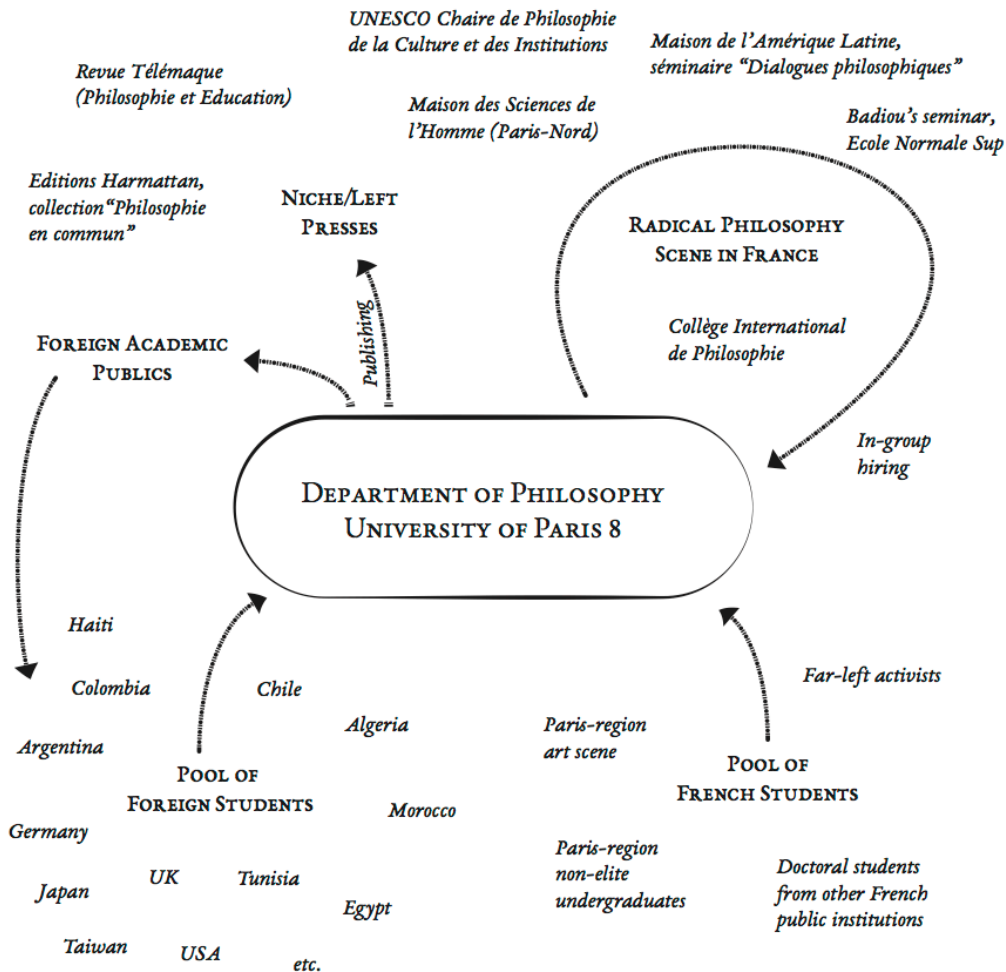 UNESCO Chaire de Philosophie
de la Culture et des Institutions
Maison de l'Amérique Latine,
séminaire "Dialogues philosophiques"
Revue Télémaque
(Philosophie et Education)
Maison des Sciences de
l'Homme (Paris-Nord)
Badiou's seminar,
Ecole Normale Sup
Editions Harmattan,
collection "Philosophie
en commun"
Niche/Left
Presses
Radical Philosophy
Scene in France
Publishing
Collège International
de Philosophie
Foreign Academic
Publics
In-group
hiring
Department of Philosophy
University of Paris 8
Haiti
Colombia
Chile
Far-left activists
Argentina
Algeria
Paris-region
art scene
Pool of
Foreign Students
Pool of
French Students
Morocco
Germany
Japan
UK
Tunisia
Egypt
Paris-region
non-elite
undergraduates
Doctoral students
from other French
public institutions
Taiwan
USA
etc.